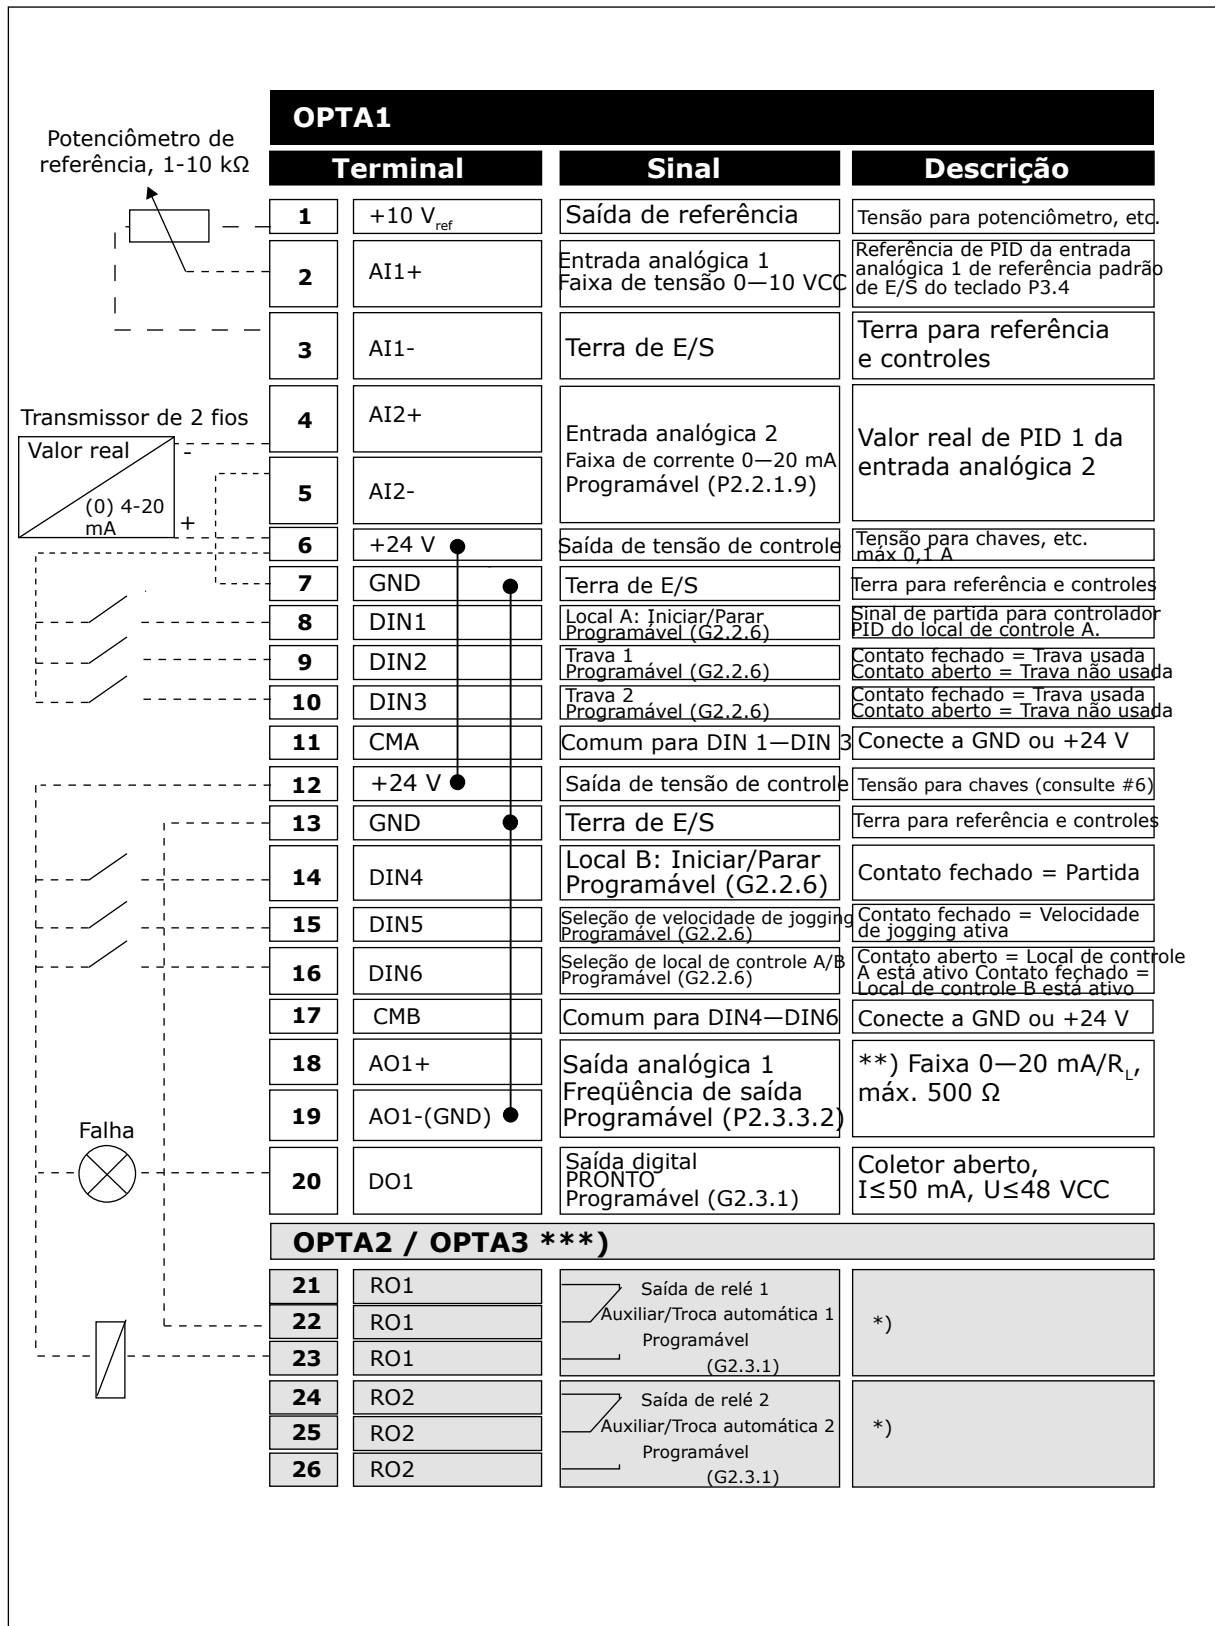 OPTA1
Potenciômetro de
referência, 1-10 kΩ
Terminal
Sinal
Descrição
1
+10 Vref
Saída de referência
Tensão para potenciômetro, etc.
2
AI1+
Entrada analógica 1
Faixa de tensão 0—10 VCC
Referência de PID da entrada
analógica 1 de referência padrão
de E/S do teclado P3.4
3
AI1-
Terra de E/S
Terra para referência
e controles
Transmissor de 2 fios
Valor real
-
(0) 4-20
mA
+
4
AI2+
Entrada analógica 2
Faixa de corrente 0—20 mA
Programável (P2.2.1.9)
Valor real de PID 1 da
entrada analógica 2
5
AI2-
6
+24 V
Saída de tensão de controle
Tensão para chaves, etc.
máx 0,1 A
7
GND
Terra de E/S
Terra para referência e controles
8
DIN1
Local A: Iniciar/Parar
Programável (G2.2.6)
Sinal de partida para controlador
PID do local de controle A.
9
DIN2
Trava 1
Programável (G2.2.6)
Contato fechado = Trava usada
Contato aberto = Trava não usada
10
DIN3
Trava 2
Programável (G2.2.6)
Contato fechado = Trava usada
Contato aberto = Trava não usada
11
CMA
Comum para DIN 1—DIN 3
Conecte a GND ou +24 V
12
+24 V
Saída de tensão de controle
Tensão para chaves (consulte #6)
13
GND
Terra de E/S
Terra para referência e controles
14
DIN4
Local B: Iniciar/Parar
Programável (G2.2.6)
Contato fechado = Partida
15
DIN5
Seleção de velocidade de jogging
Programável (G2.2.6)
Contato fechado = Velocidade
de jogging ativa
16
DIN6
Seleção de local de controle A/B
Programável (G2.2.6)
Contato aberto = Local de controle
A está ativo Contato fechado =
Local de controle B está ativo
17
CMB
Comum para DIN4—DIN6
Conecte a GND ou +24 V
18
AO1+
Saída analógica 1
Freqüência de saída
Programável (P2.3.3.2)
**) Faixa 0—20 mA/RL,
máx. 500 Ω
19
AO1-(GND)
Falha
20
DO1
Saída digital
PRONTO
Programável (G2.3.1)
Coletor aberto,
I≤50 mA, U≤48 VCC
OPTA2 / OPTA3 ***)
21
RO1
Saída de relé 1
Auxiliar/Troca automática 1
Programável
(G2.3.1)
*)
22
RO1
23
RO1
24
RO2
Saída de relé 2
Auxiliar/Troca automática 2
Programável
(G2.3.1)
*)
25
RO2
26
RO2